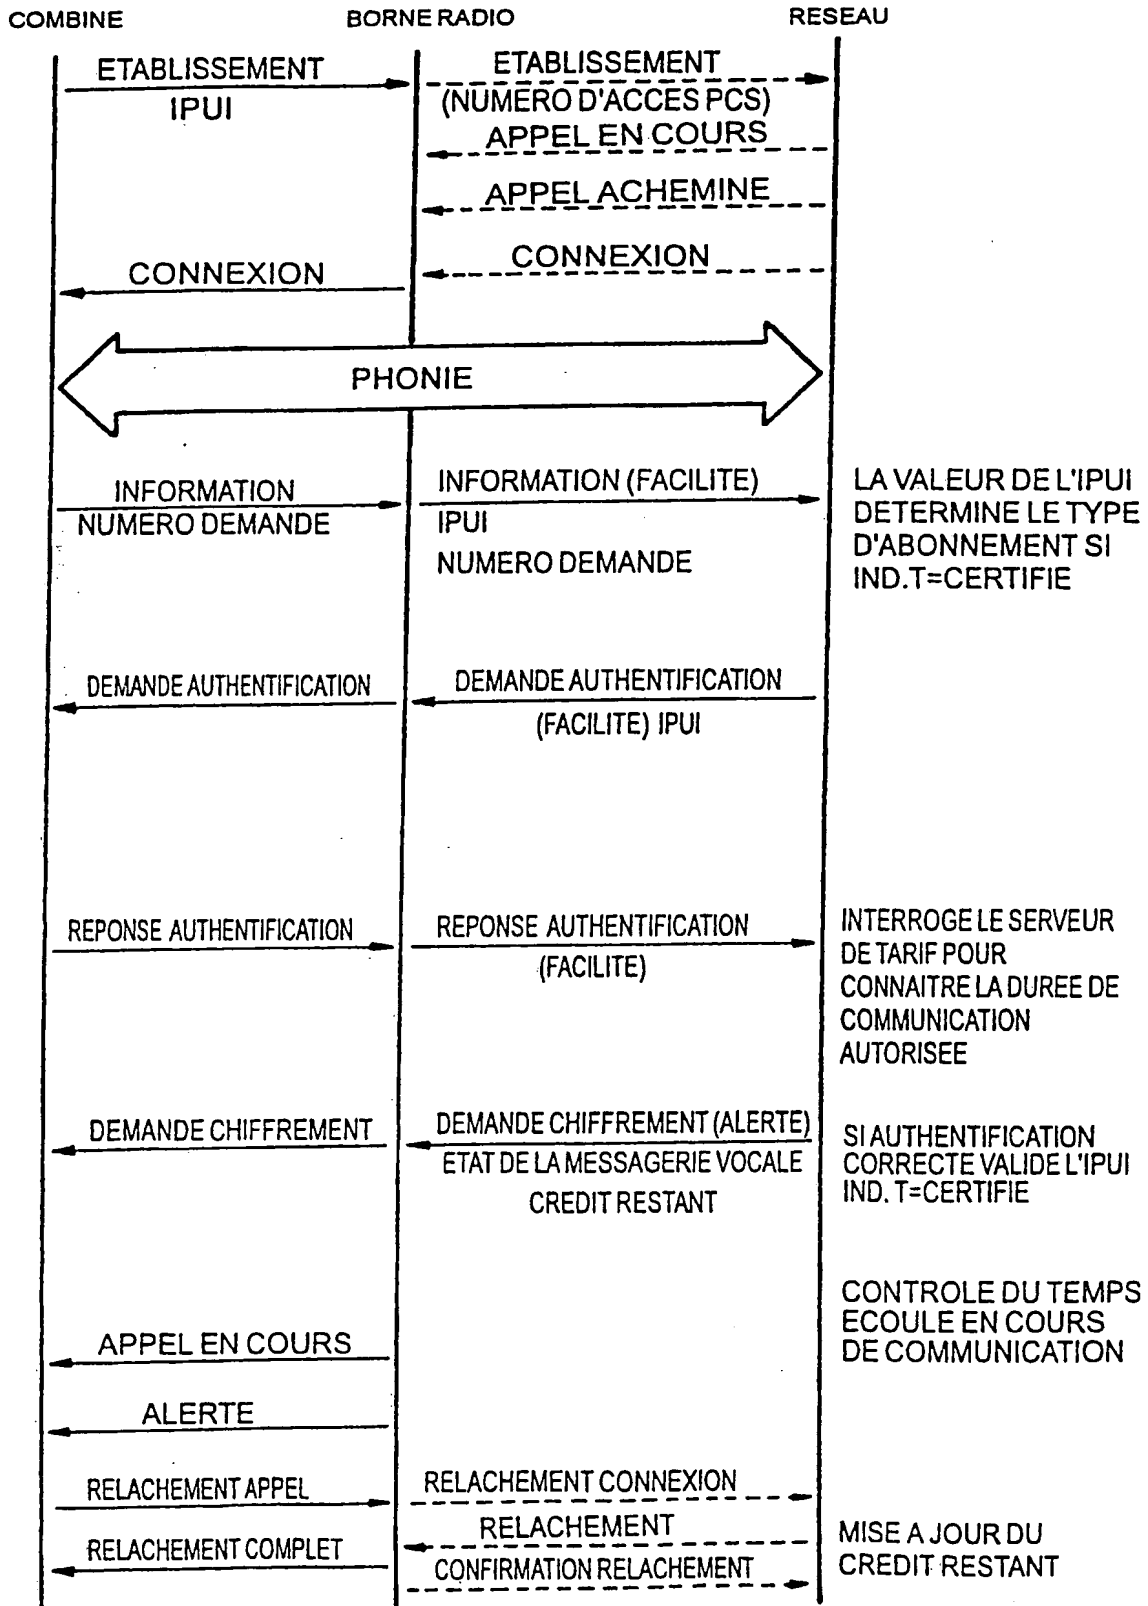 COMBINE
BORNE RADIO
RESEAU
ETABLISSEMENT
IPUI
ETABLISSEMENT
(NUMERO D'ACCES PCS)
APPEL EN COURS
APPEL ACHEMINE
CONNEXION
CONNEXION
PHONIE
INFORMATION
NUMERO DEMANDE
INFORMATION (FACILITE)
IPUI
NUMERO DEMANDE
LA VALEUR DE L'IPUI
DETERMINE LE TYPE
D'ABONNEMENT SI
IND.T=CERTIFIE
DEMANDE AUTHENTIFICATION
DEMANDE AUTHENTIFICATION
(FACILITE) IPUI
REPONSE AUTHENTIFICATION
REPONSE AUTHENTIFICATION
(FACILITE)
INTERROGE LE SERVEUR
DE TARIF POUR
CONNAITRE LA DUREE DE
COMMUNICATION
AUTORISEE
DEMANDE CHIFFREMENT
DEMANDE CHIFFREMENT (ALERTE)
ETAT DE LA MESSAGERIE VOCALE
CREDIT RESTANT
SI AUTHENTIFICATION
CORRECTE VALIDE L'IPUI
IND. T=CERTIFIE
CONTROLE DU TEMPS
ECOULE EN COURS
DE COMMUNICATION
APPEL EN COURS
ALERTE
RELACHEMENT APPEL
RELACHEMENT CONNEXION
RELACHEMENT
RELACHEMENT COMPLET
CONFIRMATION RELACHEMENT
MISE A JOUR DU
CREDIT RESTANT